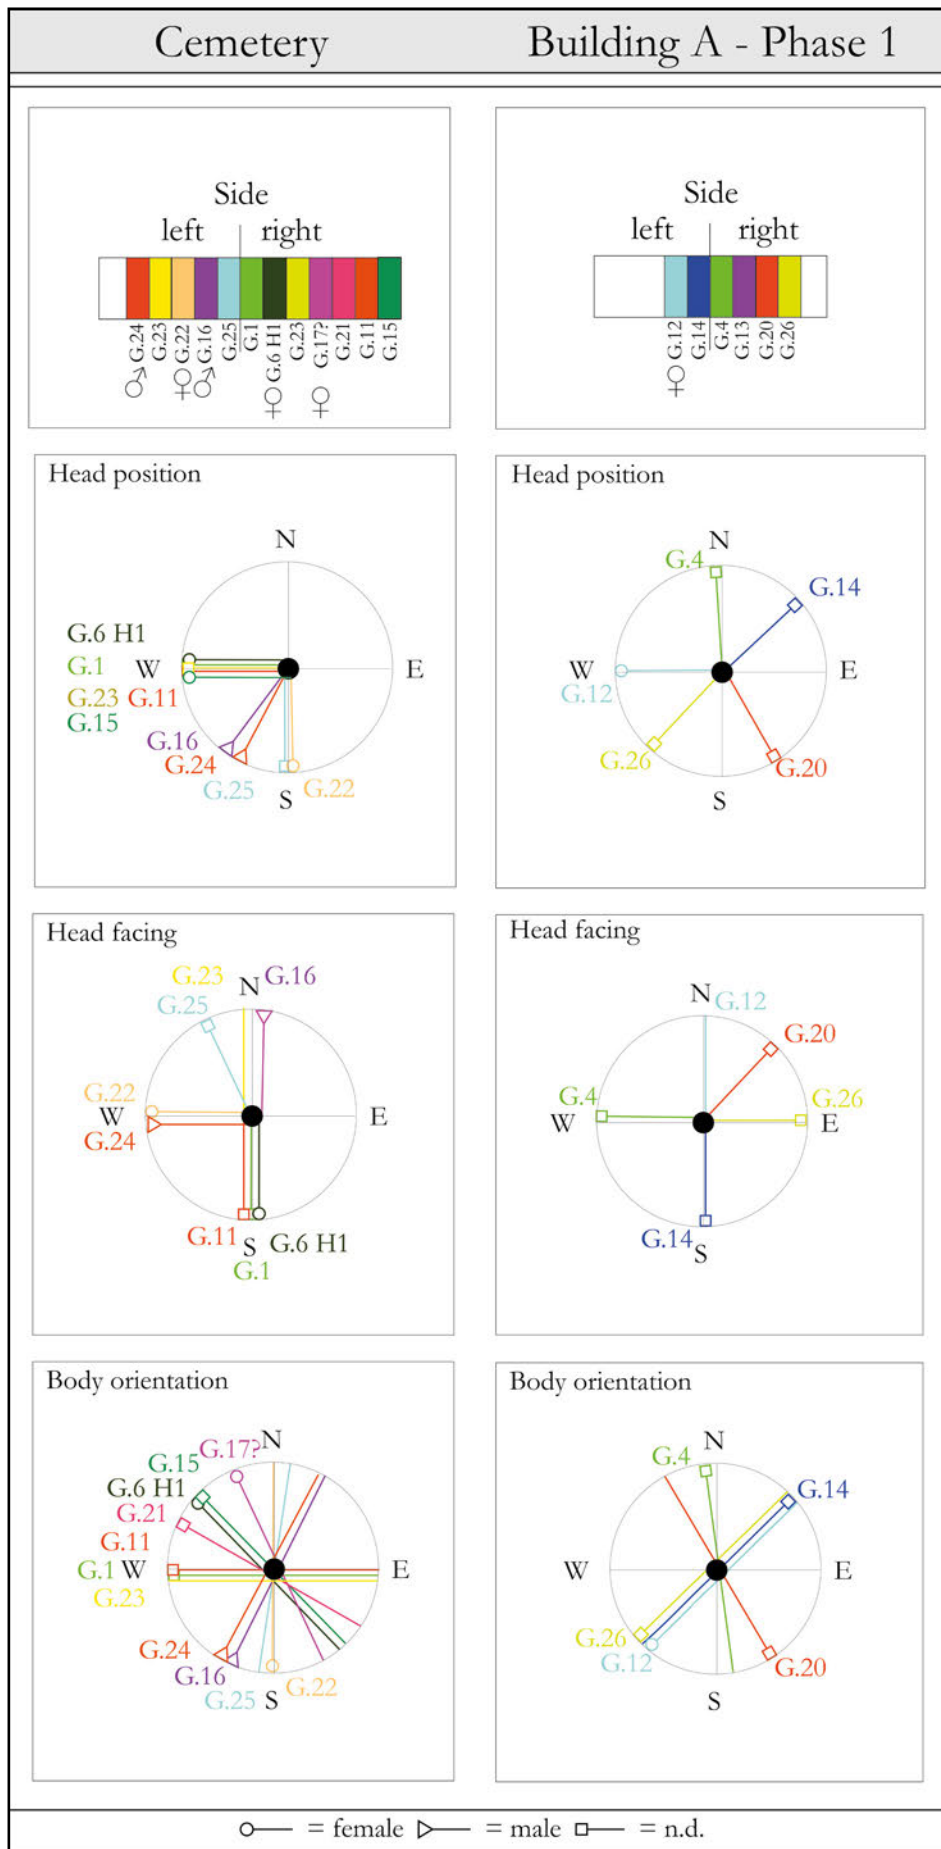 Cemetery
Building A - Phase 1
Side
left right
G.24 G.23 G.22 G.16 G.25 G.1 G.6 H1 G.23 G.17? G.21 G.11 G.15
♂ ♀ ♂ ♀ ♀
Side
left right
G.12 G.14 G.4 G.13 G.20 G.26
♀
Head position
N
G.6 H1
G.1 W E
G.23 G.11
G.15
G.16
G.24
G.25 G.22
S
Head position
N
G.4
G.14
W E
G.12
G.26 G.20
S
Head facing
G.23 N G.16
G.25
G.22
W E
G.24
G.11 S G.6 H1
G.1
Head facing
N G.12
G.20
G.4 G.26
W E
G.14 S
Body orientation
N
G.17?
G.15
G.6 H1
G.21
G.11
G.1 W E
G.23
G.24
G.16 G.22
G.25 S
Body orientation
N
G.4
G.14
W E
G.26
G.12 G.20
S
= female = male = n.d.